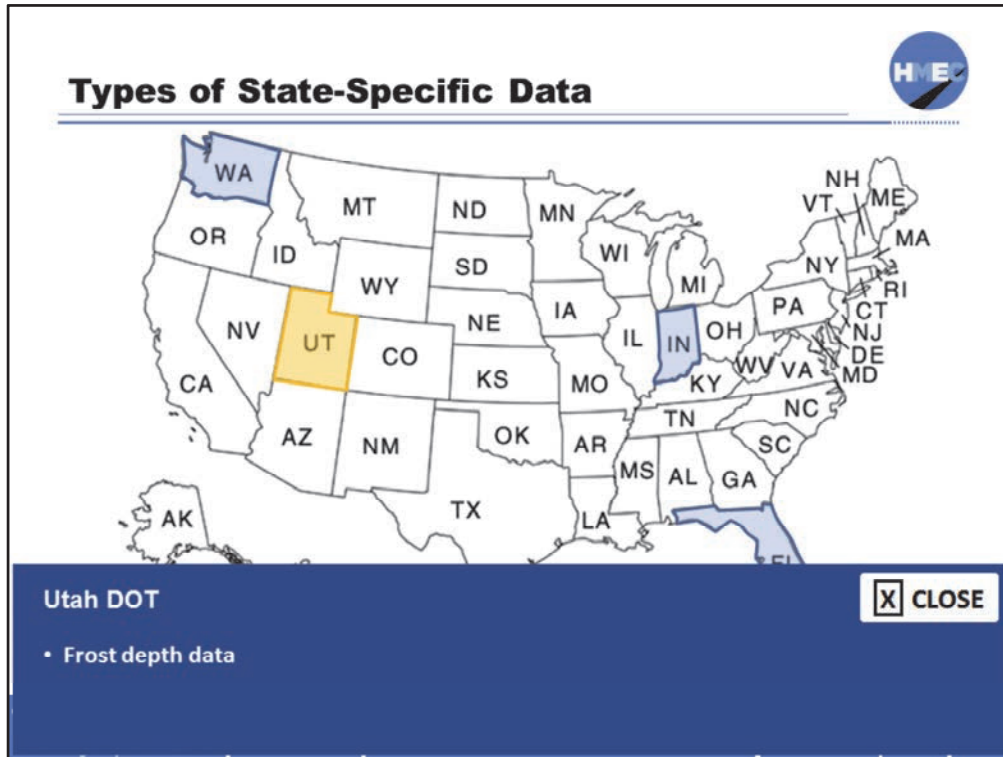 HMEC
Types of State-Specific Data
WA
MT
ND
MN
VT
NH
ME
OR
ID
SD
WI
MI
NY
MA
WY
RI
IA
PA
CT
NV
UT
NE
IL
IN
OH
NJ
CO
DE
CA
KS
MO
KY
WV
VA
MD
AZ
NM
OK
AR
TN
NC
SC
MS
AL
GA
TX
LA
AK
Utah DOT
X CLOSE
• Frost depth data